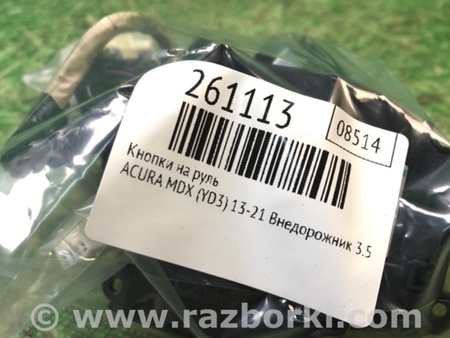 261113
08514
Кнопки на руль
ACURA MDX (YD3) 13-21 Внедорожник 3.5
© www.razborki.com